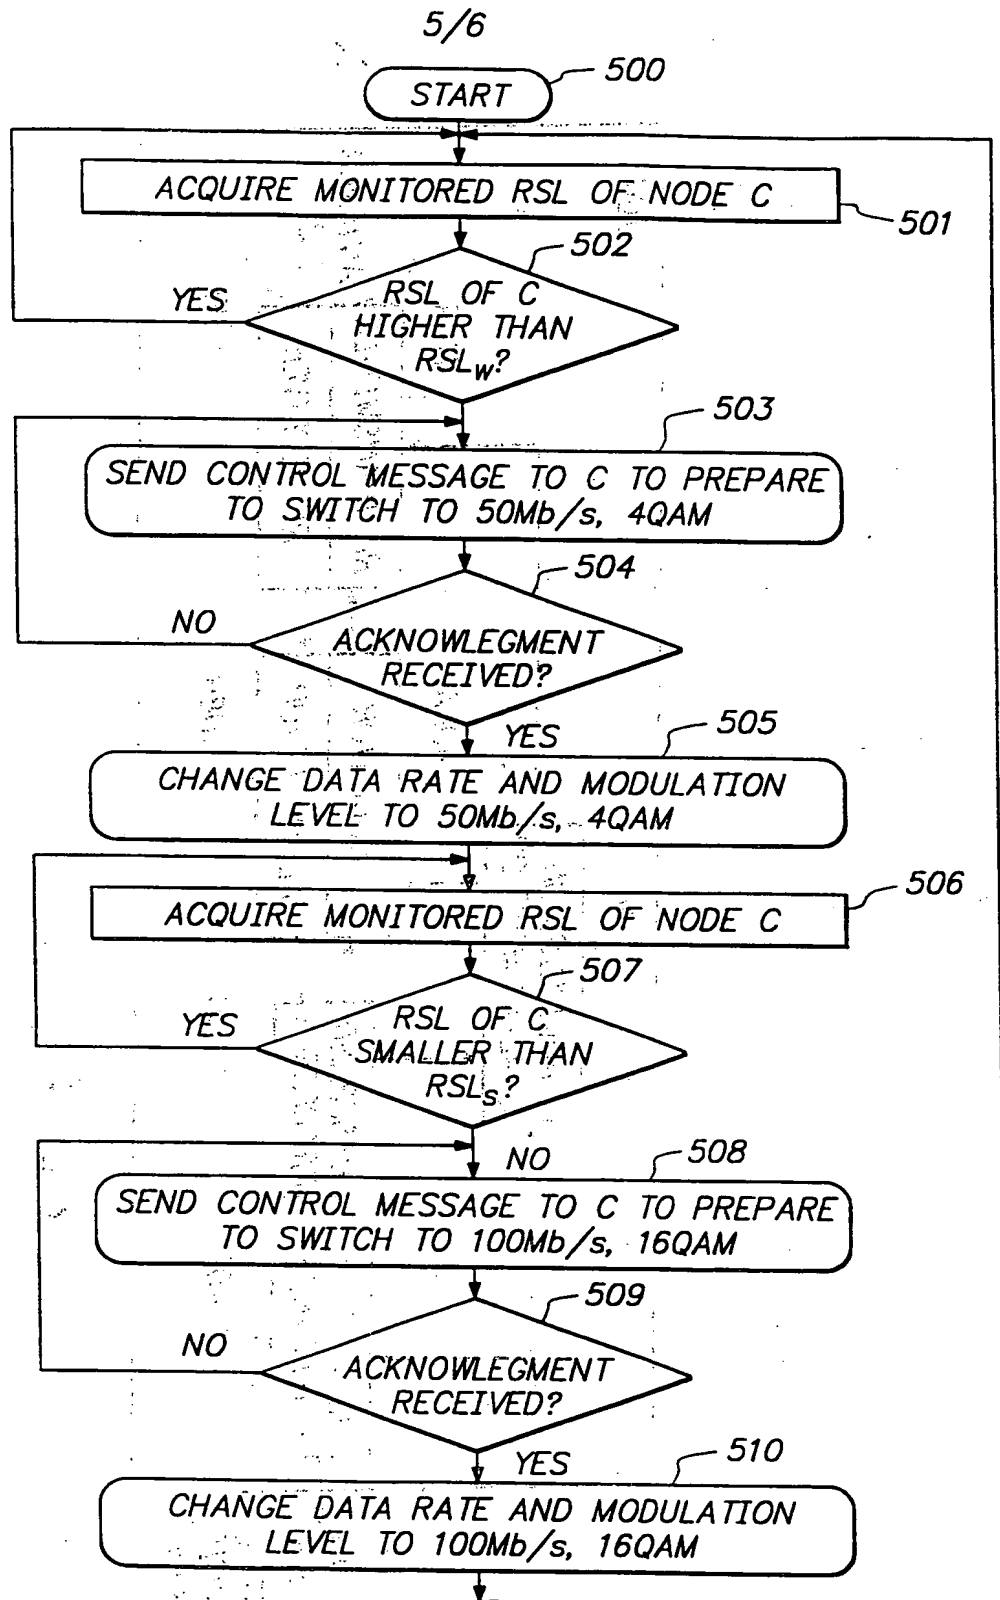 5/6
START
500
ACQUIRE MONITORED RSL OF NODE C
501
502
YES
RSL OF C
HIGHER THAN
RSLW?
503
SEND CONTROL MESSAGE TO C TO PREPARE
TO SWITCH TO 50Mb/s, 4QAM
504
NO
ACKNOWLEGMENT
RECEIVED?
YES
505
CHANGE DATA RATE AND MODULATION
LEVEL TO 50Mb/s, 4QAM
506
ACQUIRE MONITORED RSL OF NODE C
507
YES
RSL OF C
SMALLER THAN
RSLS?
NO
508
SEND CONTROL MESSAGE TO C TO PREPARE
TO SWITCH TO 100Mb/s, 16QAM
509
NO
ACKNOWLEGMENT
RECEIVED?
YES
510
CHANGE DATA RATE AND MODULATION
LEVEL TO 100Mb/s, 16QAM